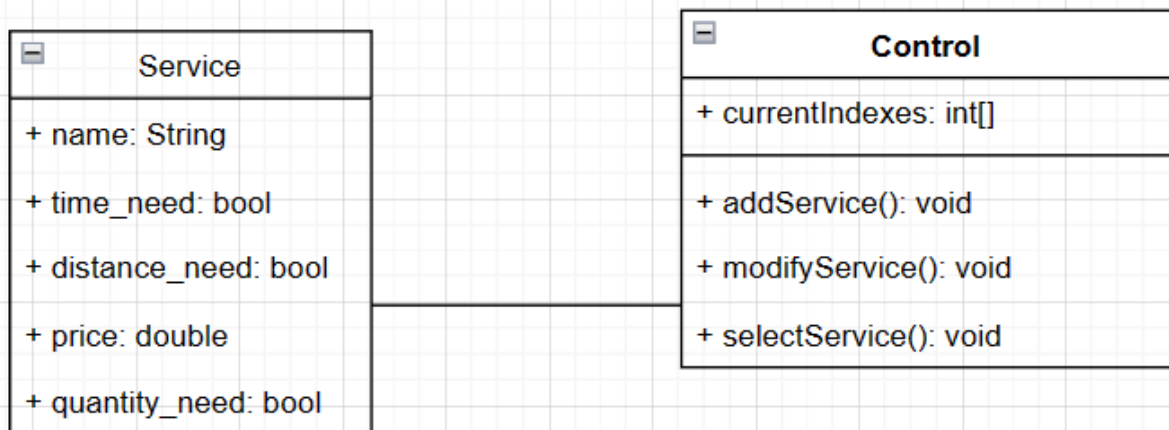 Service
+ name: String
+ time_need: bool
+ distance_need: bool
+ price: double
+ quantity_need: bool
Control
+ currentIndexes: int[]
+ addService(): void
+ modifyService(): void
+ selectService(): void